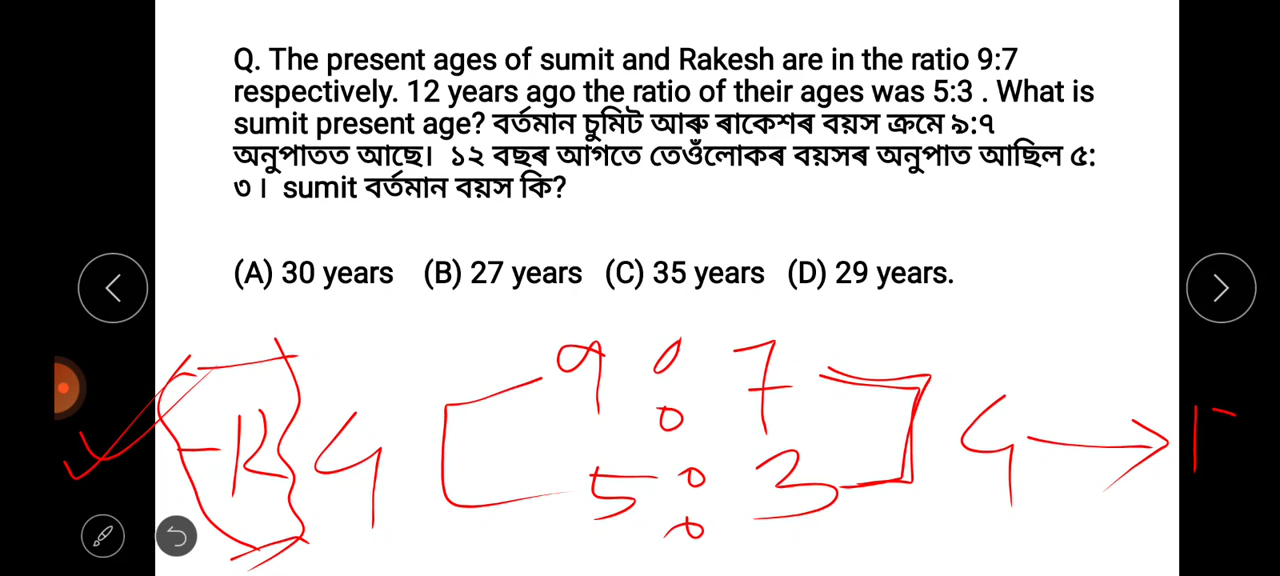 Q. The present ages of sumit and Rakesh are in the ratio 9:7
respectively. 12 years ago the ratio of their ages was 5:3 . What is
sumit present age? বৰ্তমান চুমিট আৰু ৰাকেশৰ বয়স ক্ৰমে ৯:৭
অনুপাতত আছে। ১২ বছৰ আগতে তেওঁলোকৰ বয়সৰ অনুপাত আছিল ৫:
৩। sumit বৰ্তমান বয়স কি?
(A) 30 years (B) 27 years (C) 35 years (D) 29 years.
9 : 7
-12 4 5 : 3 4